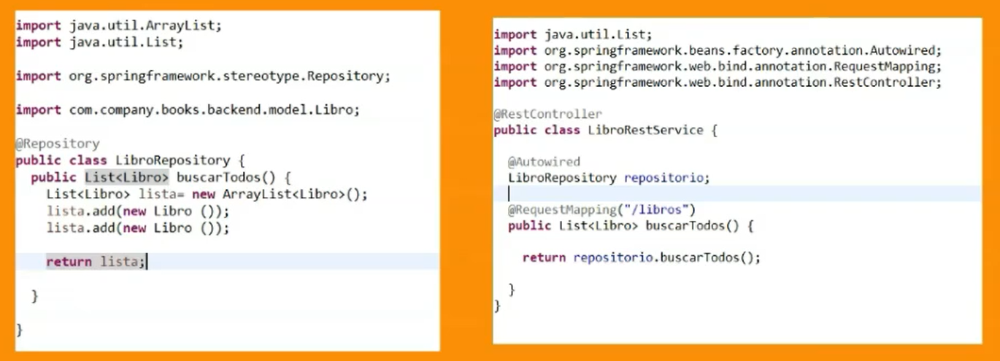 import java.util.ArrayList;
import java.util.List;
import org.springframework.stereotype.Repository;
import com.company.books.backend.model.Libro;
@Repository
public class LibroRepository {
public List<Libro> buscarTodos() {
List<Libro> lista= new ArrayList<Libro>();
lista.add(new Libro ());
lista.add(new Libro ());
return lista;
}
}
import java.util.List;
import org.springframework.beans.factory.annotation.Autowired;
import org.springframework.web.bind.annotation.RequestMapping;
import org.springframework.web.bind.annotation.RestController;
@RestController
public class LibroRestService {
@Autowired
LibroRepository repositorio;
@RequestMapping("/libros")
public List<Libro> buscarTodos() {
return repositorio.buscarTodos();
}
}